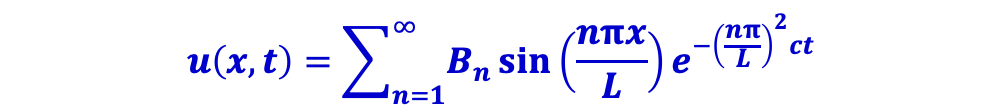 u(x, t) = ∑_{n=1}^{∞} B_n sin (nπx/L) e^{-(nπ/L)^2 ct}